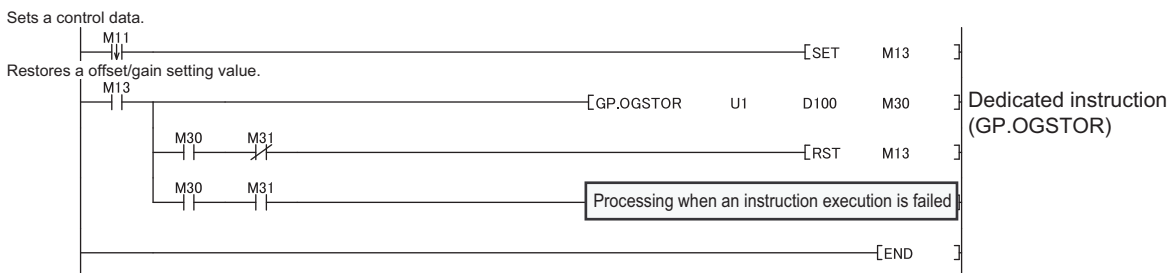 Sets a control data.
M11
SET M13
Restores a offset/gain setting value.
M13
GP.OGSTOR U1 D100 M30
Dedicated instruction
(GP.OGSTOR)
M30 M31
RST M13
M30 M31
Processing when an instruction execution is failed
END